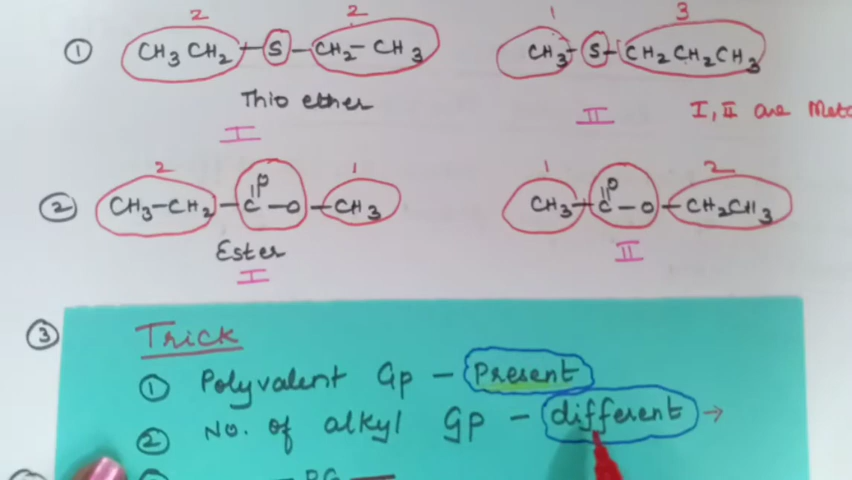 2 2 1 3
① CH3 CH2 – S – CH2 – CH3 CH3 – S – CH2 CH2 CH3
Thio ether
I II I, II are Meta
2 1 1 2
② CH3–CH2 – C – O – CH3 CH3 – C – O – CH2CH3
Ester
I II
③ Trick
① Polyvalent Gp – Present
② No. of alkyl Gp – different →